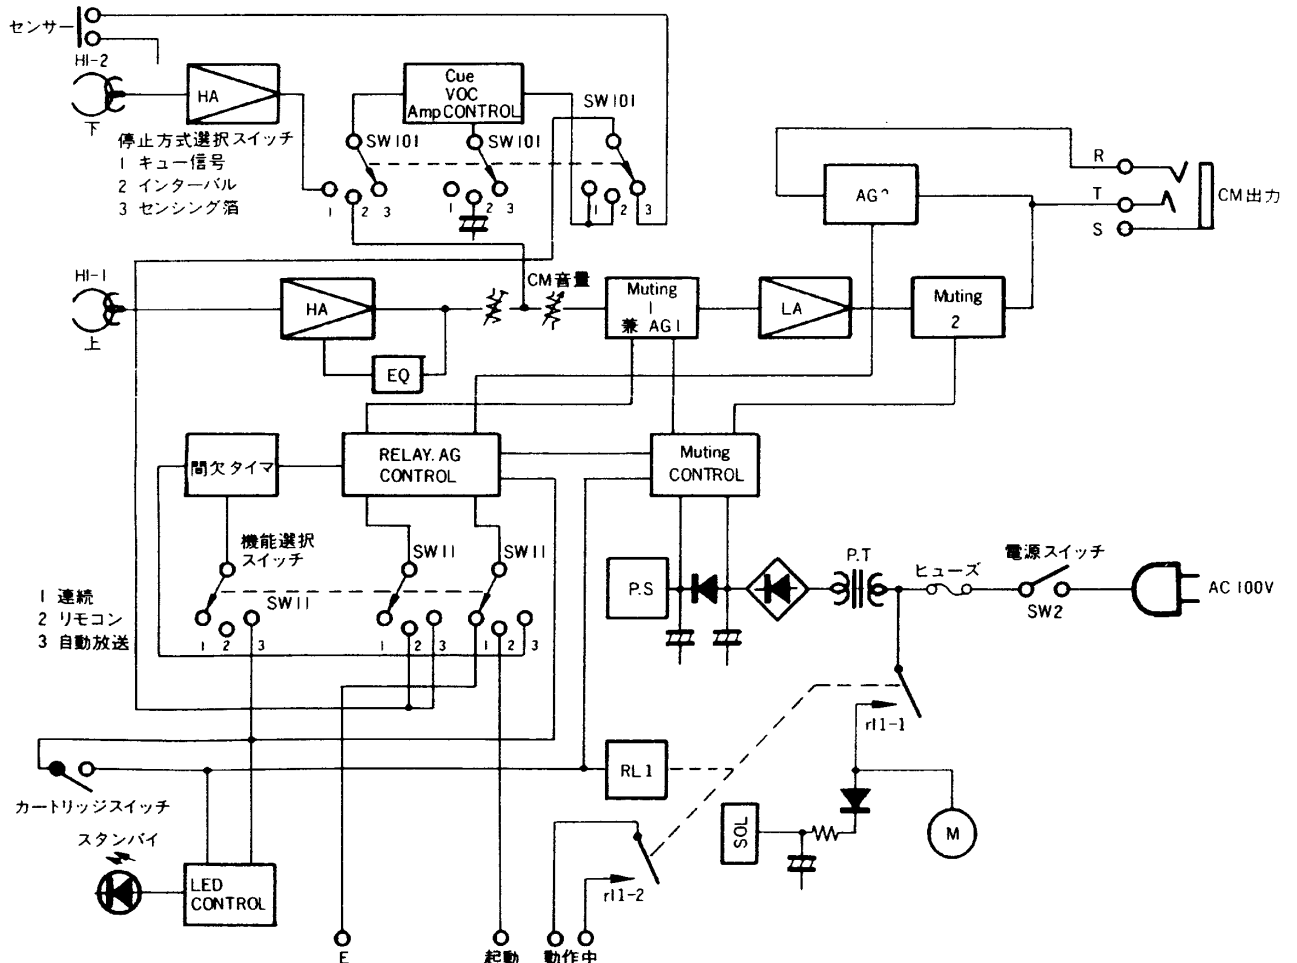 センサー
HI-2
下
HA
停止方式選択スイッチ
1 キュー信号
2 インターバル
3 センシング箔
Cue
VOC
Amp CONTROL
SW101
SW101
SW101
1 2 3
1 2 3
1 2 3
R
T
S
CM出力
HI-1
上
HA
EQ
CM音量
Muting
1
兼 AG1
LA
Muting
2
間欠タイマ
RELAY.AG
CONTROL
Muting
CONTROL
機能選択
スイッチ
SW11
SW11
SW11
1 連続
2 リモコン
3 自動放送
1 2 3
1 2 3
1 2 3
P.S
P.T
ヒューズ
電源スイッチ
SW2
AC 100V
rl1-1
カートリッジスイッチ
RL1
スタンバイ
LED
CONTROL
SOL
M
rl1-2
E
起動
動作中